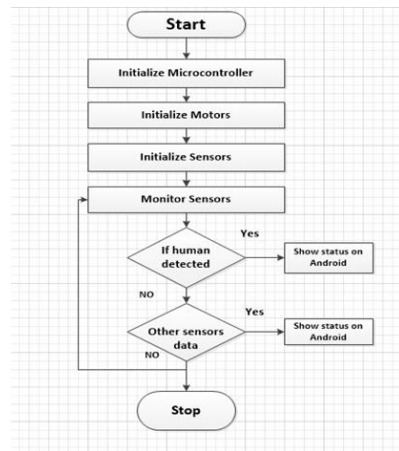 Start
Initialize Microcontroller
Initialize Motors
Initialize Sensors
Monitor Sensors
If human
detected
Yes
Show status on
Android
NO
Other sensors
data
Yes
Show status on
Android
NO
Stop